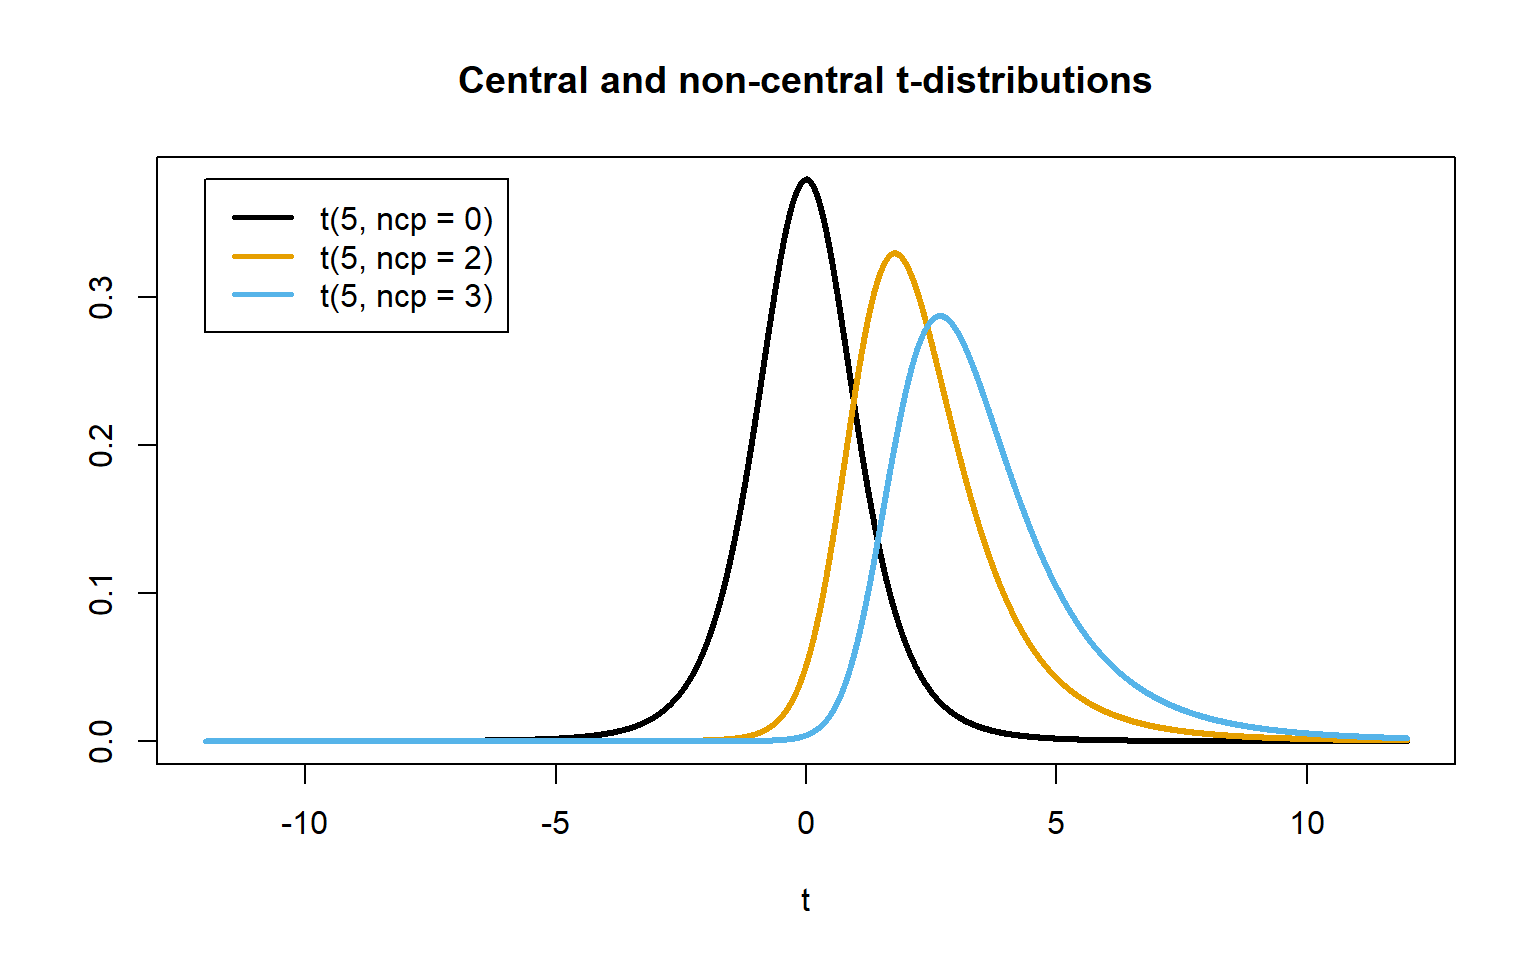 Central and non-central t-distributions
t(5, ncp = 0)
t(5, ncp = 2)
t(5, ncp = 3)
0.3
0.2
0.1
0.0
-10 -5 0 5 10
t